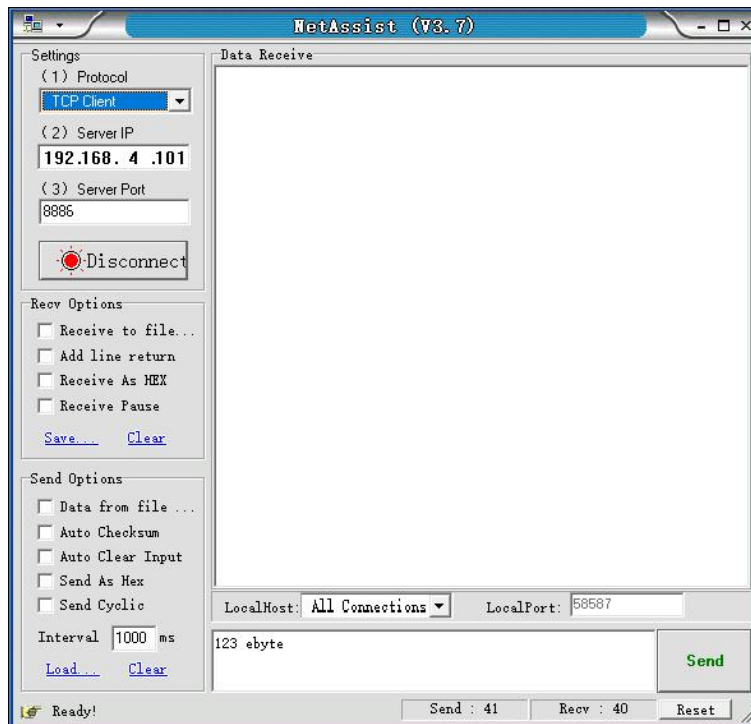 NetAssist (V3.7)
Settings
(1) Protocol
TCP Client
(2) Server IP
192.168. 4 .101
(3) Server Port
8886
Disconnect
Recv Options
Receive to file...
Add line return
Receive As HEX
Receive Pause
Save... Clear
Send Options
Data from file ...
Auto Checksum
Auto Clear Input
Send As Hex
Send Cyclic
Interval 1000 ms
Load... Clear
Data Receive
LocalHost: All Connections LocalPort: 58587
123 ebyte
Send
Ready! Send : 41 Recv : 40 Reset